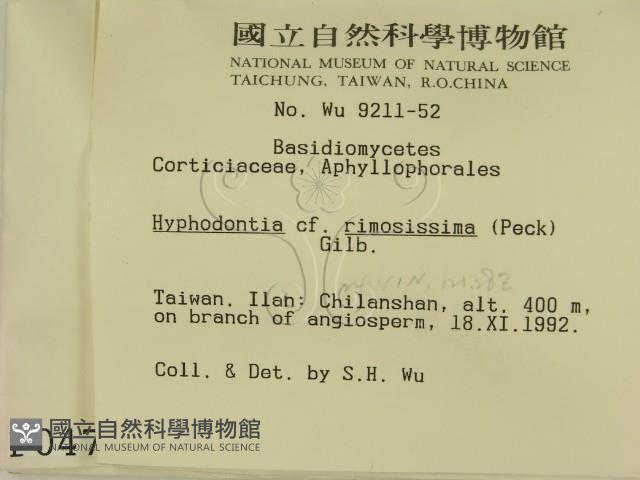 國立自然科學博物館
NATIONAL MUSEUM OF NATURAL SCIENCE
TAICHUNG, TAIWAN, R.O.CHINA
No. Wu 9211-52
Basidiomycetes
Corticiaceae, Aphyllophorales
Hyphodontia cf. rimosissima (Peck)
Gilb.
Taiwan. Ilan: Chilanshan, alt. 400 m,
on branch of angiosperm, 18.XI.1992.
Coll. & Det. by S.H. Wu
國立自然科學博物館
NATIONAL MUSEUM OF NATURAL SCIENCE